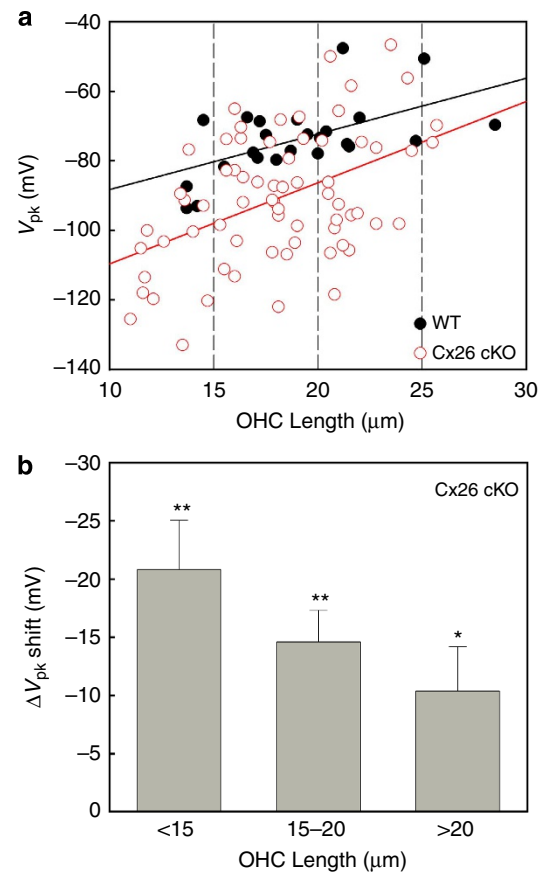 a
−40
−60
−80
−100
−120
−140
Vpk (mV)
WT
Cx26 cKO
10
15
20
25
30
OHC Length (μm)
b
−30
−25
−20
−15
−10
−5
0
ΔVpk shift (mV)
Cx26 cKO
**
**
*
<15
15–20
>20
OHC Length (μm)